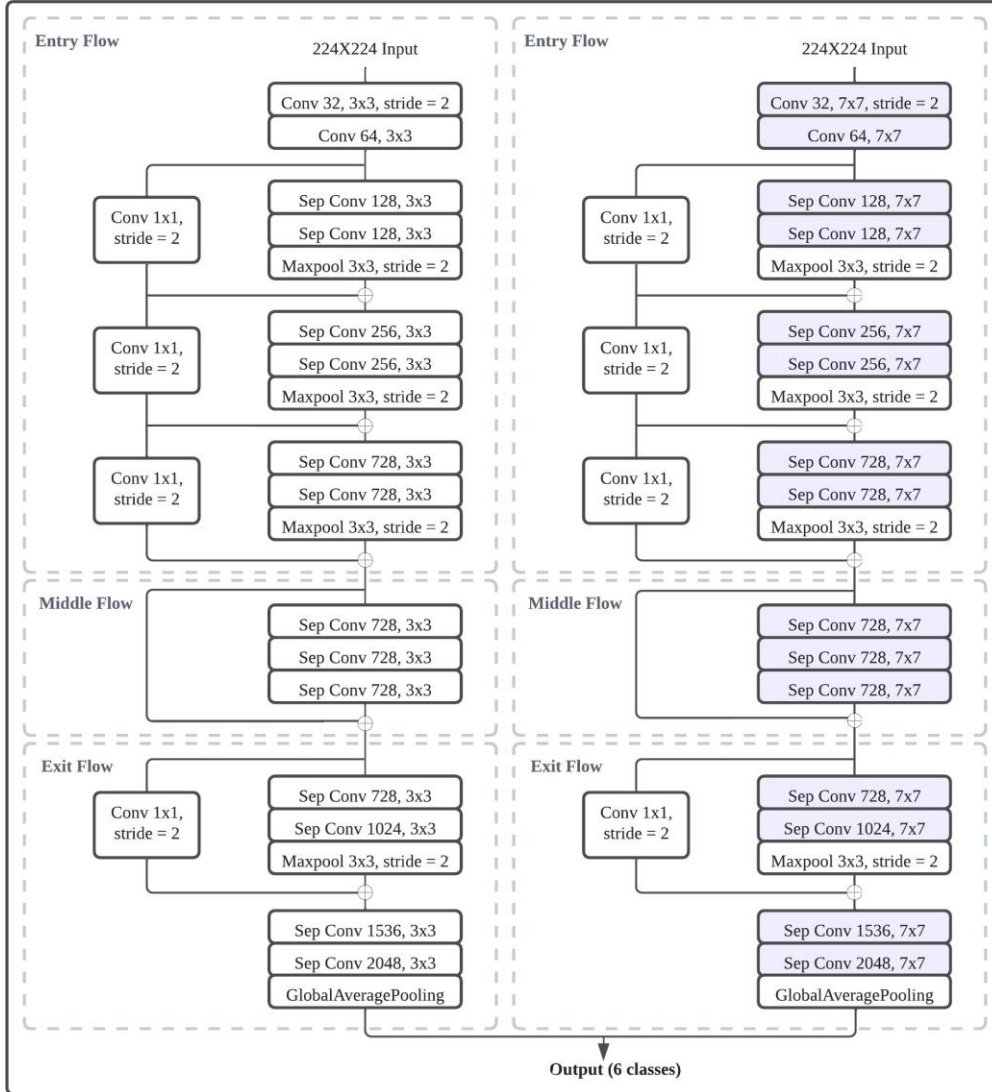 Entry Flow
224X224 Input
Conv 32, 3x3, stride = 2
Conv 64, 3x3
Conv 1x1,
stride = 2
Sep Conv 128, 3x3
Sep Conv 128, 3x3
Maxpool 3x3, stride = 2
Conv 1x1,
stride = 2
Sep Conv 256, 3x3
Sep Conv 256, 3x3
Maxpool 3x3, stride = 2
Conv 1x1,
stride = 2
Sep Conv 728, 3x3
Sep Conv 728, 3x3
Maxpool 3x3, stride = 2
Middle Flow
Sep Conv 728, 3x3
Sep Conv 728, 3x3
Sep Conv 728, 3x3
Exit Flow
Conv 1x1,
stride = 2
Sep Conv 728, 3x3
Sep Conv 1024, 3x3
Maxpool 3x3, stride = 2
Sep Conv 1536, 3x3
Sep Conv 2048, 3x3
GlobalAveragePooling
Entry Flow
224X224 Input
Conv 32, 7x7, stride = 2
Conv 64, 7x7
Conv 1x1,
stride = 2
Sep Conv 128, 7x7
Sep Conv 128, 7x7
Maxpool 3x3, stride = 2
Conv 1x1,
stride = 2
Sep Conv 256, 7x7
Sep Conv 256, 7x7
Maxpool 3x3, stride = 2
Conv 1x1,
stride = 2
Sep Conv 728, 7x7
Sep Conv 728, 7x7
Maxpool 3x3, stride = 2
Middle Flow
Sep Conv 728, 7x7
Sep Conv 728, 7x7
Sep Conv 728, 7x7
Exit Flow
Conv 1x1,
stride = 2
Sep Conv 728, 7x7
Sep Conv 1024, 7x7
Maxpool 3x3, stride = 2
Sep Conv 1536, 7x7
Sep Conv 2048, 7x7
GlobalAveragePooling
Output (6 classes)